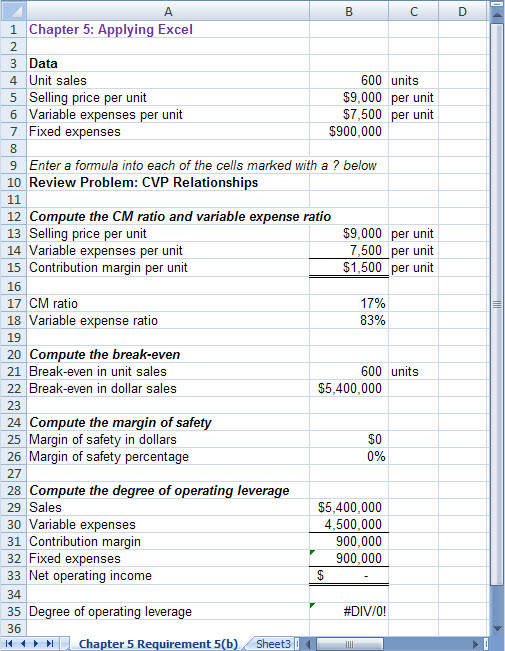 A B C D
1 Chapter 5: Applying Excel
2
3 Data
4 Unit sales 600 units
5 Selling price per unit $9,000 per unit
6 Variable expenses per unit $7,500 per unit
7 Fixed expenses $900,000
8
9 Enter a formula into each of the cells marked with a ? below
10 Review Problem: CVP Relationships
11
12 Compute the CM ratio and variable expense ratio
13 Selling price per unit $9,000 per unit
14 Variable expenses per unit 7,500 per unit
15 Contribution margin per unit $1,500 per unit
16
17 CM ratio 17%
18 Variable expense ratio 83%
19
20 Compute the break-even
21 Break-even in unit sales 600 units
22 Break-even in dollar sales $5,400,000
23
24 Compute the margin of safety
25 Margin of safety in dollars $0
26 Margin of safety percentage 0%
27
28 Compute the degree of operating leverage
29 Sales $5,400,000
30 Variable expenses 4,500,000
31 Contribution margin 900,000
32 Fixed expenses 900,000
33 Net operating income $ -
34
35 Degree of operating leverage #DIV/0!
36
Chapter 5 Requirement 5(b) Sheet3